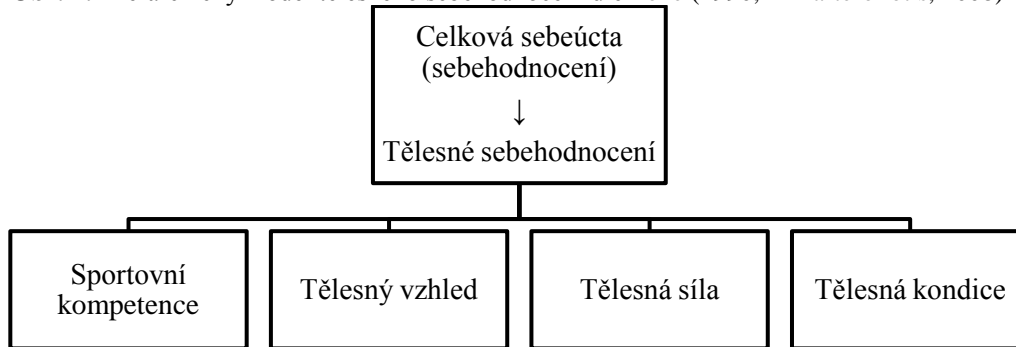 Celková sebeúcta
(sebehodnocení)
↓
Tělesné sebehodnocení
Sportovní
kompetence
Tělesný vzhled
Tělesná síla
Tělesná kondice